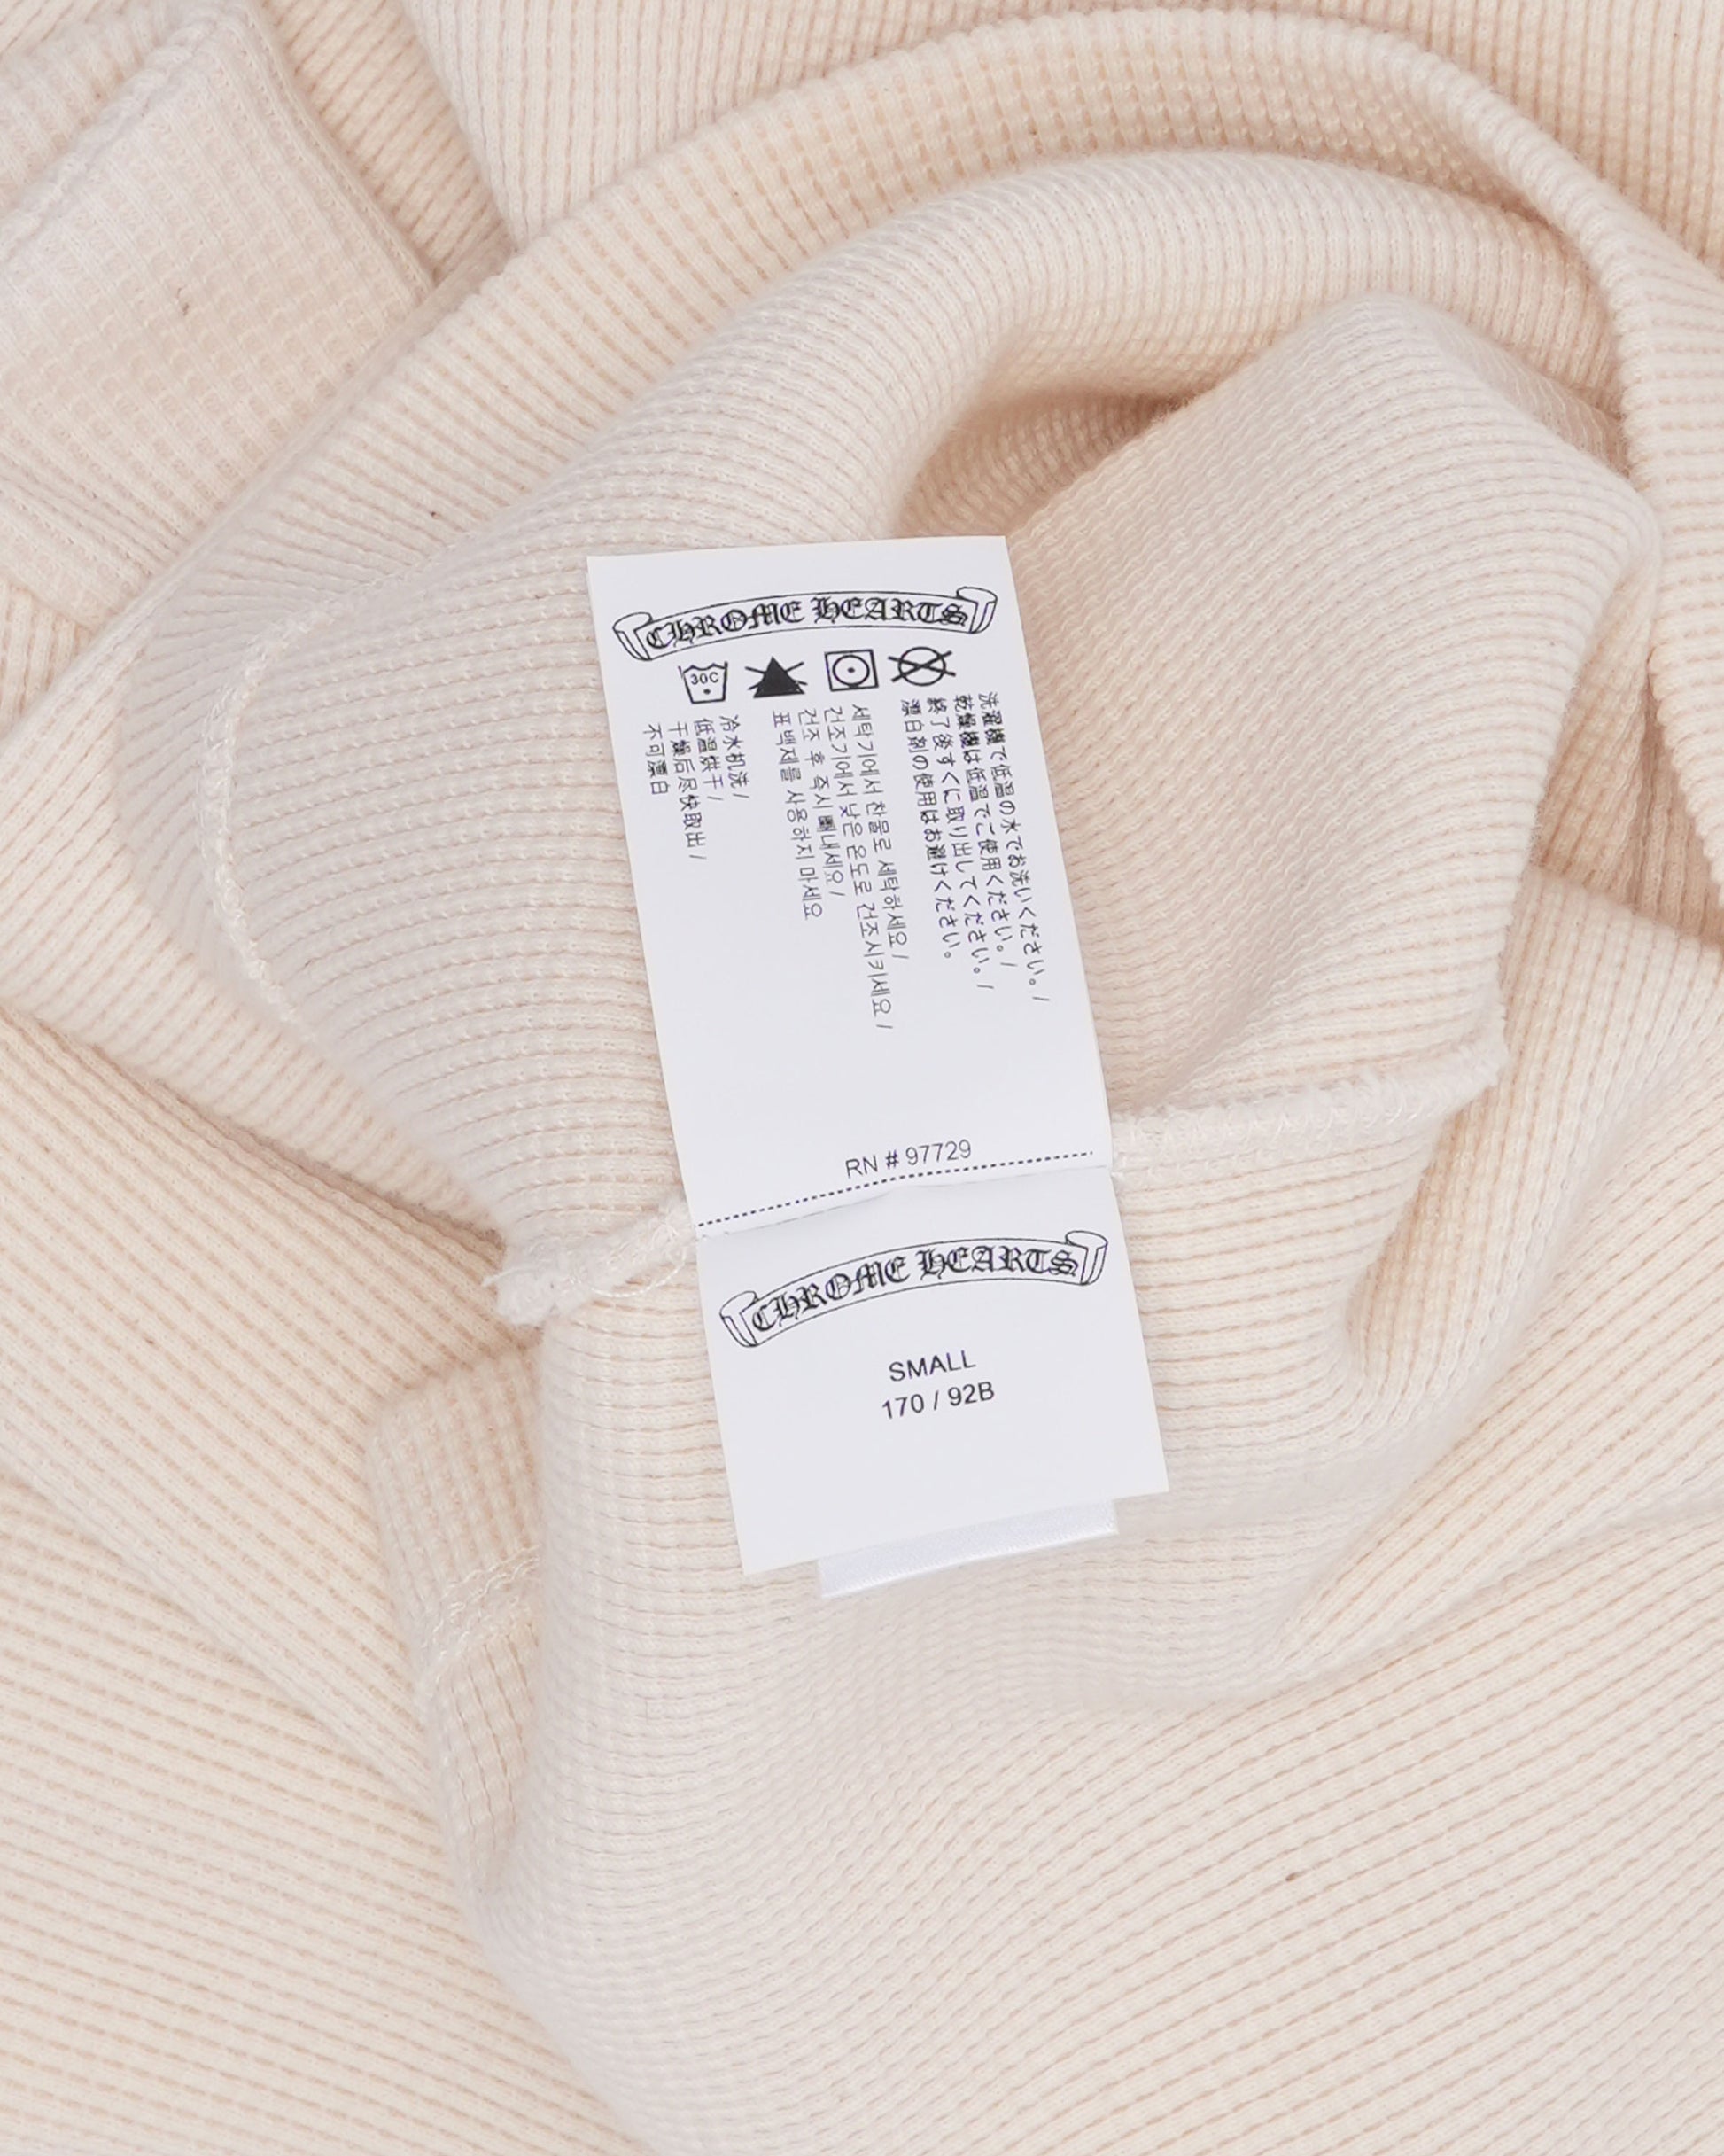 CHROME HEARTS
30C
洗濯機で低温の水でお洗いください。/
乾燥機は低温でご使用ください。/
終了後すぐに取り出してください。/
漂白剤の使用はお避けください。
세탁기에서 찬물로 세탁하세요 /
건조기에서 낮은 온도로 건조시키세요 /
건조 후 즉시 빼내세요 /
표백제를 사용하지 마세요
冷水机洗 /
低温烘干 /
干燥后尽快取出 /
不可漂白
RN # 97729
CHROME HEARTS
SMALL
170 / 92B